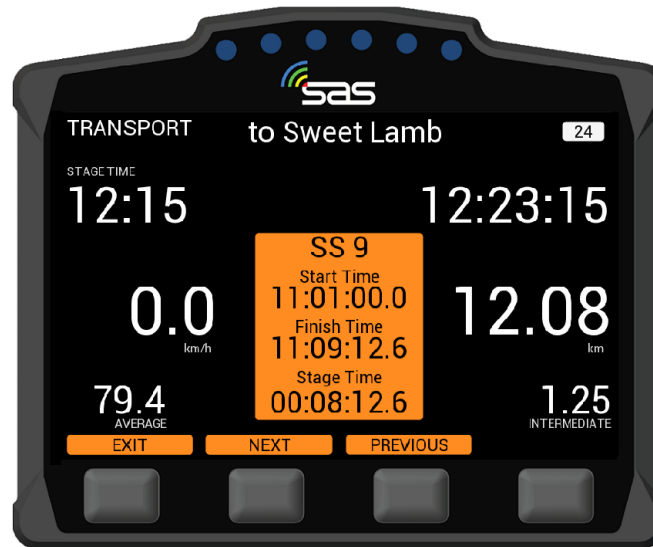 sas
TRANSPORT to Sweet Lamb 24
STAGE TIME
12:15 12:23:15
SS 9
Start Time
11:01:00.0
Finish Time
11:09:12.6
Stage Time
00:08:12.6
0.0
km/h
12.08
km
79.4
AVERAGE
1.25
INTERMEDIATE
EXIT NEXT PREVIOUS